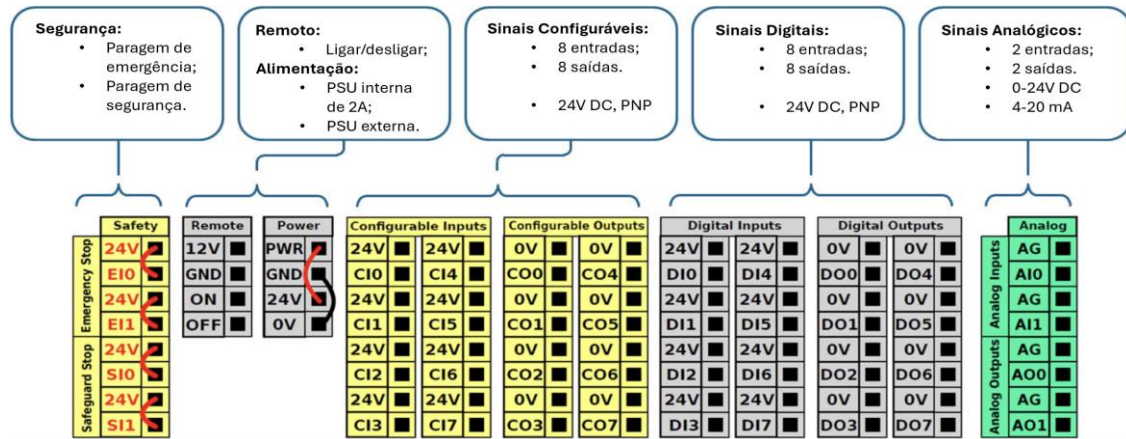 Segurança:
• Paragem de
emergência;
• Paragem de
segurança.
Remoto:
• Ligar/desligar;
Alimentação:
• PSU interna
de 2A;
• PSU externa.
Sinais Configuráveis:
• 8 entradas;
• 8 saídas.
• 24V DC, PNP
Sinais Digitais:
• 8 entradas;
• 8 saídas.
• 24V DC, PNP
Sinais Analógicos:
• 2 entradas;
• 2 saídas.
• 0-24V DC
• 4-20 mA
Safety
Emergency Stop
24V
EI0
24V
EI1
Safeguard Stop
24V
SI0
24V
SI1
Remote
12V
GND
ON
OFF
Power
PWR
GND
24V
0V
Configurable Inputs
24V 24V
CI0 CI4
24V 24V
CI1 CI5
24V 24V
CI2 CI6
24V 24V
CI3 CI7
Configurable Outputs
0V 0V
CO0 CO4
0V 0V
CO1 CO5
0V 0V
CO2 CO6
0V 0V
CO3 CO7
Digital Inputs
24V 24V
DI0 DI4
24V 24V
DI1 DI5
24V 24V
DI2 DI6
24V 24V
DI3 DI7
Digital Outputs
0V 0V
DO0 DO4
0V 0V
DO1 DO5
0V 0V
DO2 DO6
0V 0V
DO3 DO7
Analog
Analog Inputs
AG
AI0
AG
AI1
Analog Outputs
AG
AO0
AG
AO1